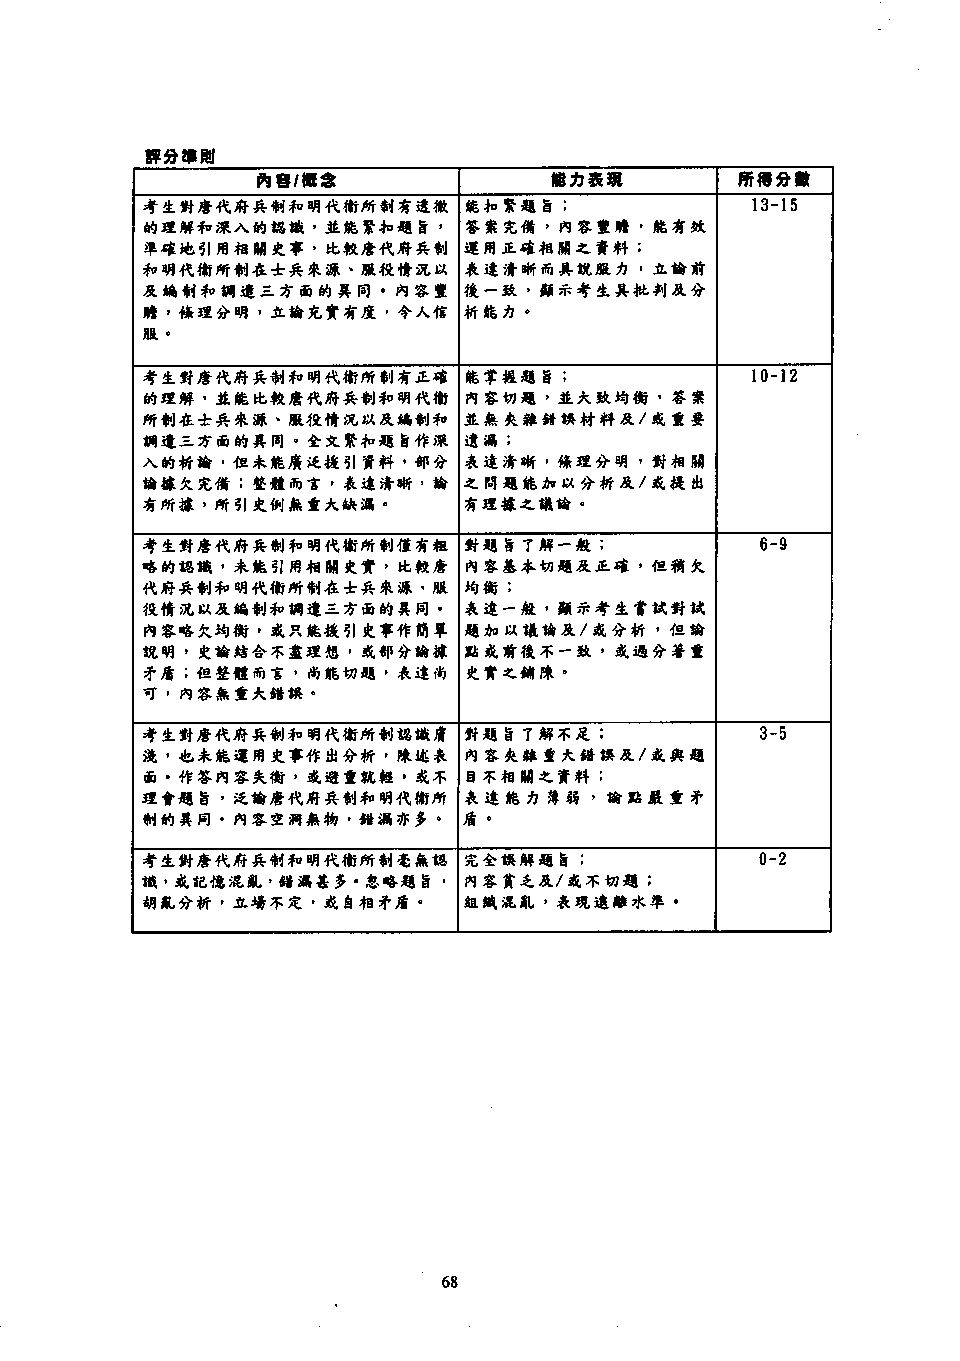 評分準則
內容/概念 能力表現 所得分數
考生對唐代府兵制和明代衞所制有透徹
的理解和深入的認識，並能緊扣題旨，
準確地引用相關史事，比較唐代府兵制
和明代衞所制在士兵來源、服役情況以
及編制和調遣三方面的異同。內容豐
贍，條理分明，立論充實有度，令人信
服。
能扣緊題旨；
答案完備，內容豐贍，能有效
運用正確相關之資料；
表達清晰而具說服力，立論前
後一致，顯示考生具批判及分
析能力。
13-15
考生對唐代府兵制和明代衞所制有正確
的理解，並能比較唐代府兵制和明代衞
所制在士兵來源、服役情況以及編制和
調遣三方面的異同。全文緊扣題旨作深
入的析論，但未能廣泛援引資料，部分
論據欠完備；整體而言，表達清晰，論
有所據，所引史例無重大缺漏。
能掌握題旨；
內容切題，並大致均衡，答案
並無夾雜錯誤材料及/或重要
遺漏；
表達清晰，條理分明，對相關
之問題能加以分析及/或提出
有理據之議論。
10-12
考生對唐代府兵制和明代衞所制僅有粗
略的認識，未能引用相關史實，比較唐
代府兵制和明代衞所制在士兵來源、服
役情況以及編制和調遣三方面的異同。
內容略欠均衡，或只能援引史事作簡單
說明，史論結合不盡理想，或部分論據
矛盾；但整體而言，尚能切題，表達尚
可，內容無重大錯誤。
對題旨了解一般；
內容基本切題及正確，但稍欠
均衡；
表達一般，顯示考生嘗試對試
題加以議論及/或分析，但論
點或前後不一致，或過分著重
史實之鋪陳。
6-9
考生對唐代府兵制和明代衞所制認識膚
淺，也未能運用史事作出分析，陳述表
面。作答內容失衡，或避重就輕，或不
理會題旨，泛論唐代府兵制和明代衞所
制的異同。內容空洞無物，錯漏亦多。
對題旨了解不足；
內容夾雜重大錯誤及/或與題
目不相關之資料；
表達能力薄弱，論點嚴重矛
盾。
3-5
考生對唐代府兵制和明代衞所制毫無認
識，或記憶混亂，錯漏甚多。忽略題旨，
胡亂分析，立場不定，或自相矛盾。
完全誤解題旨；
內容貧乏及/或不切題；
組織混亂，表現遠離水準。
0-2
68